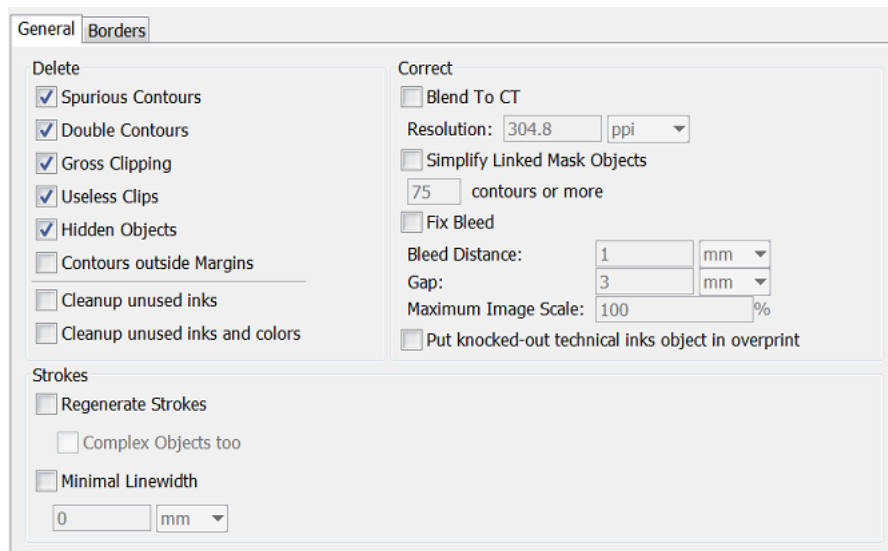 General
Borders
Delete
Spurious Contours
Double Contours
Gross Clipping
Useless Clips
Hidden Objects
Contours outside Margins
Cleanup unused inks
Cleanup unused inks and colors
Correct
Blend To CT
Resolution: 304.8 ppi
Simplify Linked Mask Objects
75 contours or more
Fix Bleed
Bleed Distance: 1 mm
Gap: 3 mm
Maximum Image Scale: 100 %
Put knocked-out technical inks object in overprint
Strokes
Regenerate Strokes
Complex Objects too
Minimal Linewidth
0 mm